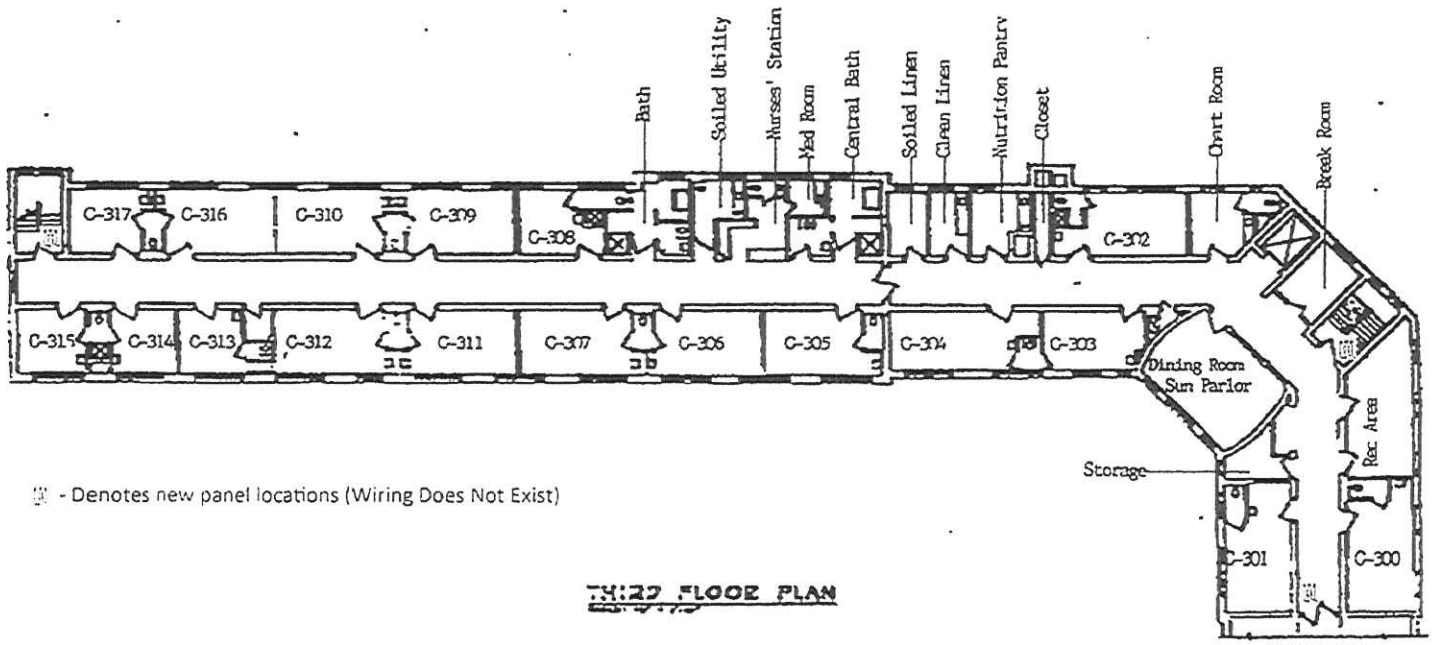 Bath
Soiled Utility
Nurses' Station
Med Room
Central Bath
Soiled Linen
Clean Linen
Nutrition Pantry
Closet
Chart Room
Break Room
C-317
C-316
C-310
C-309
C-308
C-302
C-315
C-314
C-313
C-312
C-311
C-307
C-306
C-305
C-304
C-303
Dining Room
Sun Parlor
Rec Area
Storage
- Denotes new panel locations (Wiring Does Not Exist)
C-301
C-300
THIRD FLOOR PLAN